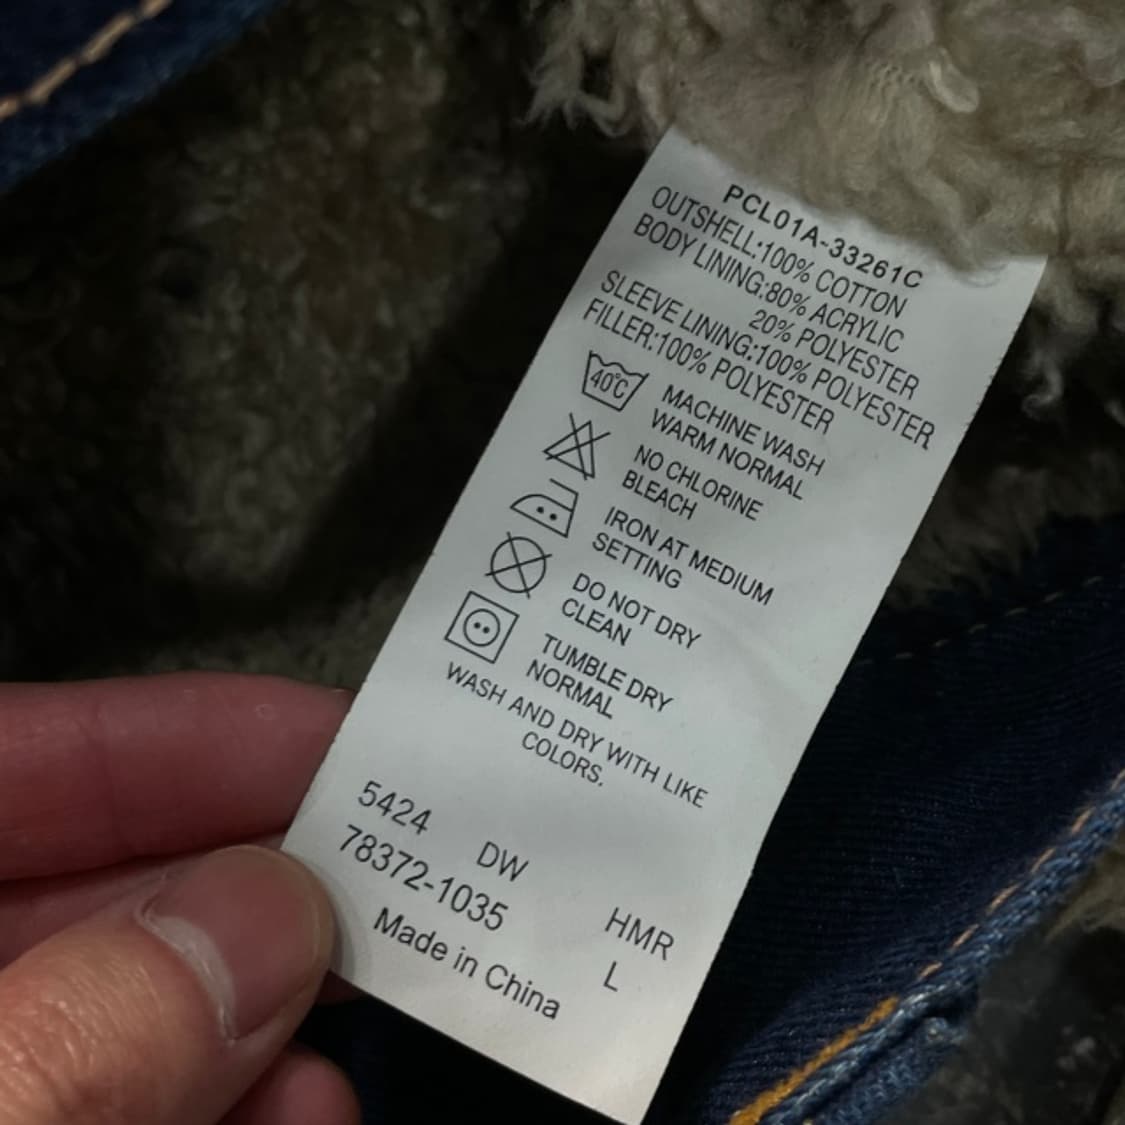 PCL01A-33261C
OUTSHELL:100% COTTON
BODY LINING:80% ACRYLIC
20% POLYESTER
SLEEVE LINING:100% POLYESTER
FILLER:100% POLYESTER
40°C
MACHINE WASH
WARM NORMAL
NO CHLORINE
BLEACH
IRON AT MEDIUM
SETTING
DO NOT DRY
CLEAN
TUMBLE DRY
NORMAL
WASH AND DRY WITH LIKE
COLORS.
5424 DW HMR
78372-1035 L
Made in China